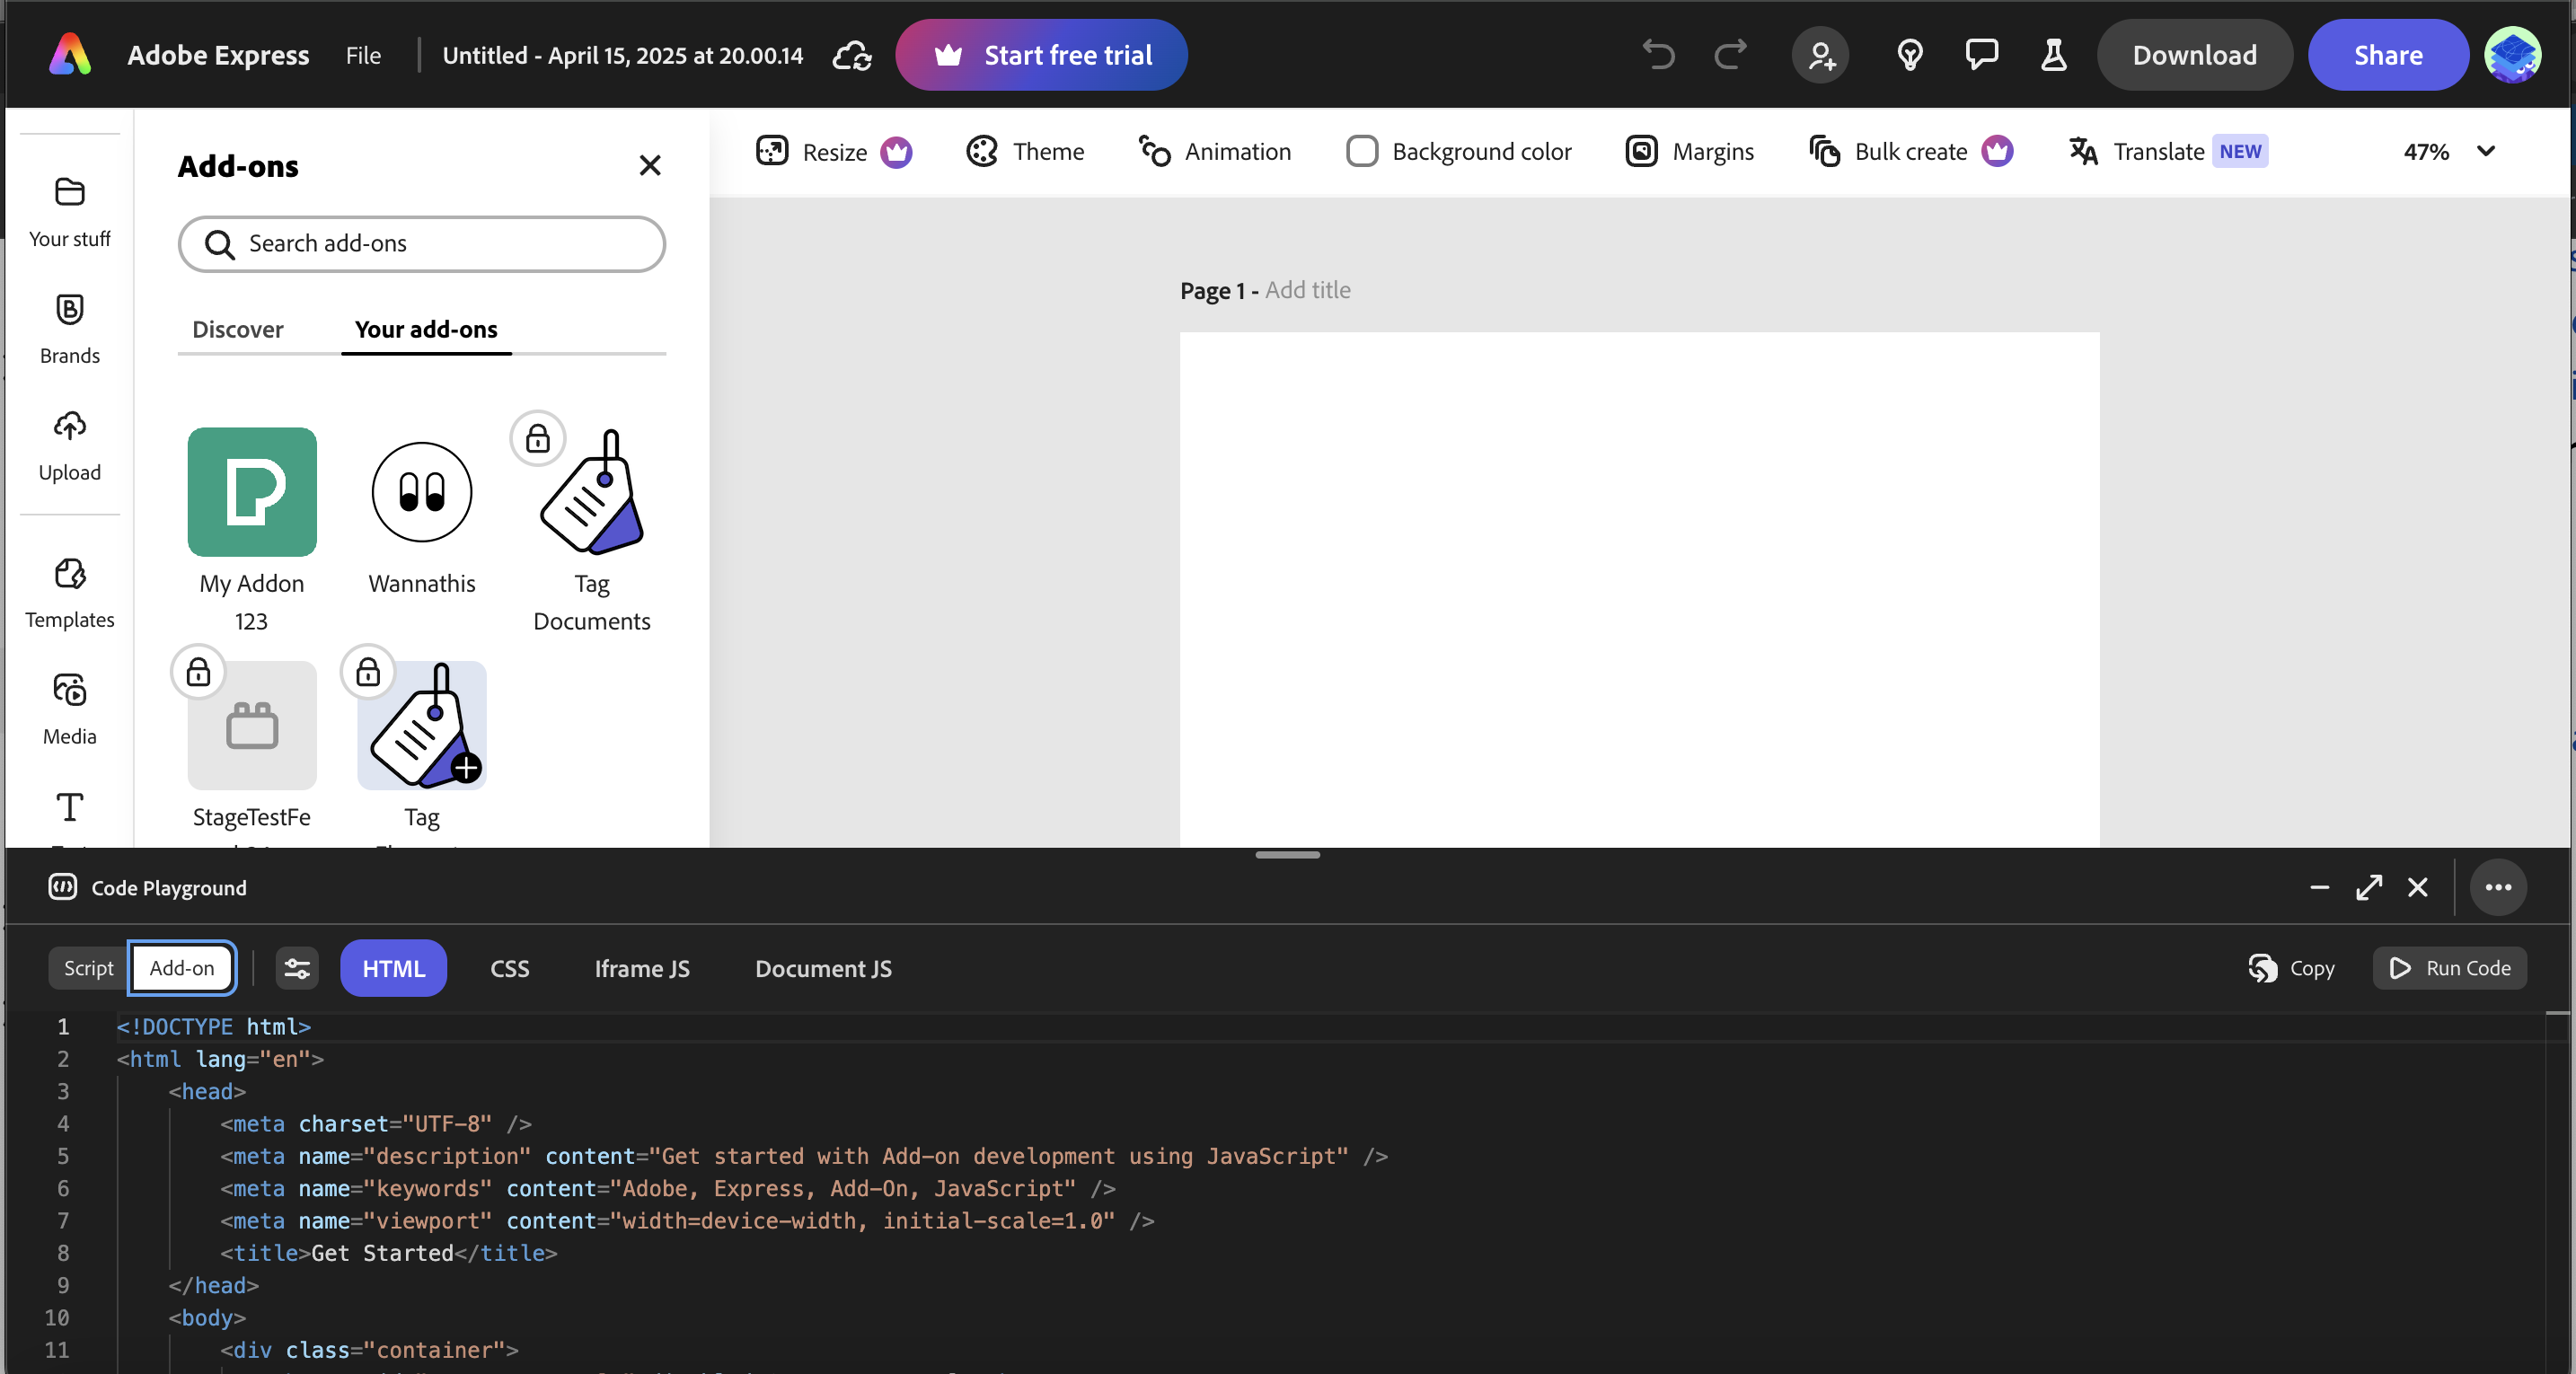 Adobe Express File Untitled - April 15, 2025 at 20.00.14 Start free trial Download Share
Resize Theme Animation Background color Margins Bulk create Translate NEW 47%
Your stuff
Brands
Upload
Templates
Media
Add-ons
Search add-ons
Discover Your add-ons
My Addon
123
Wannathis
Tag
Documents
StageTestFe
Tag
Page 1 - Add title
Code Playground
Script Add-on HTML CSS Iframe JS Document JS Copy Run Code
1 <!DOCTYPE html>
2 <html lang="en">
3 <head>
4 <meta charset="UTF-8" />
5 <meta name="description" content="Get started with Add-on development using JavaScript" />
6 <meta name="keywords" content="Adobe, Express, Add-On, JavaScript" />
7 <meta name="viewport" content="width=device-width, initial-scale=1.0" />
8 <title>Get Started</title>
9 </head>
10 <body>
11 <div class="container">